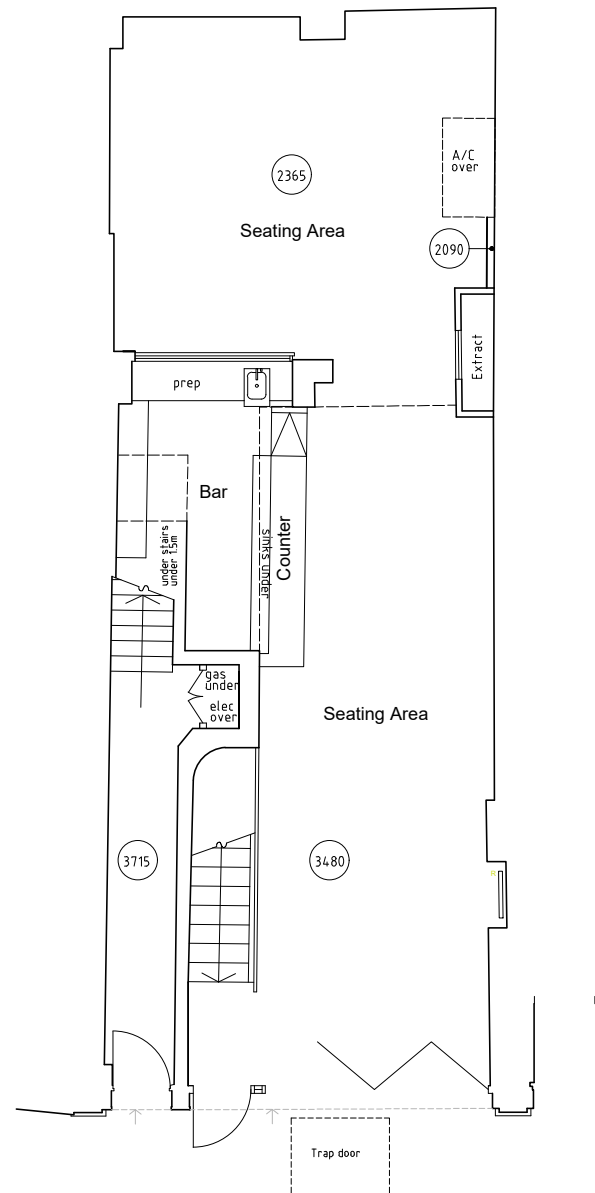 2365
A/C
over
Seating Area
2090
Extract
prep
Bar
under stairs
under 1.5m
sinks under
Counter
gas
under
elec
over
Seating Area
3715
3480
R
Trap door